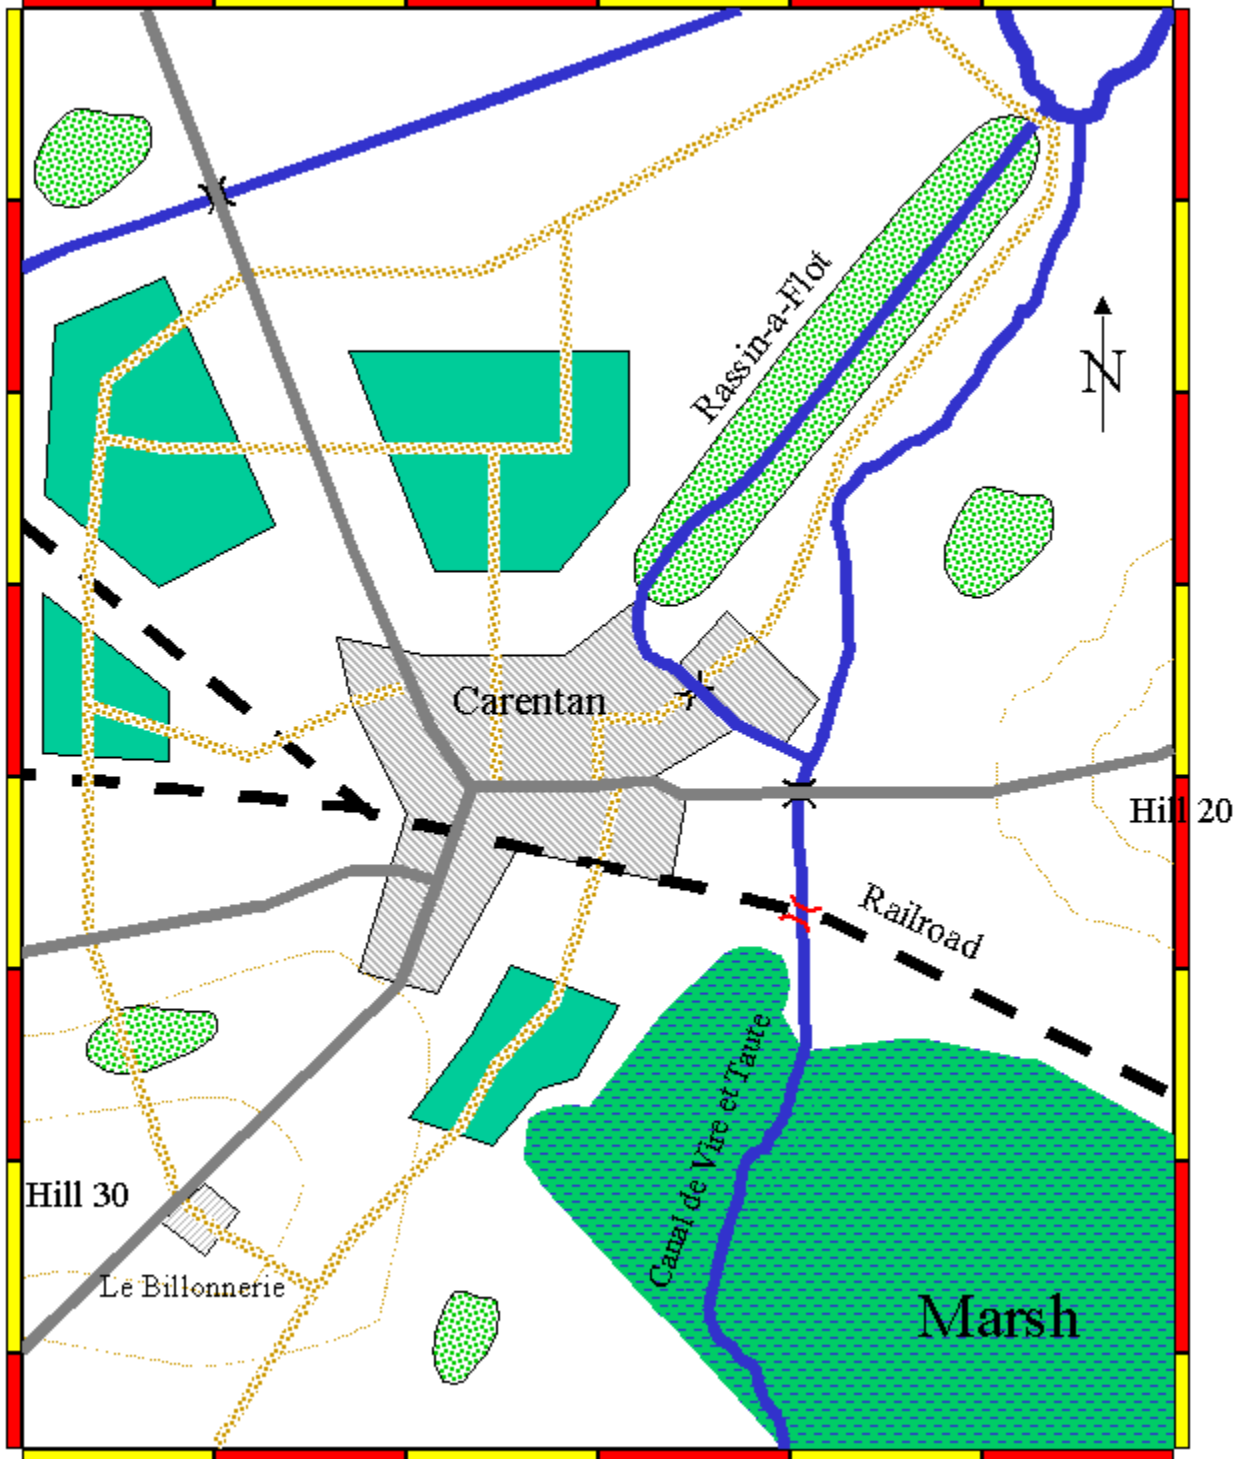 Rassin-a-Flot
N
Carentan
Hill 20
Railroad
Canal de Vire et Taute
Hill 30
Le Billonnerie
Marsh